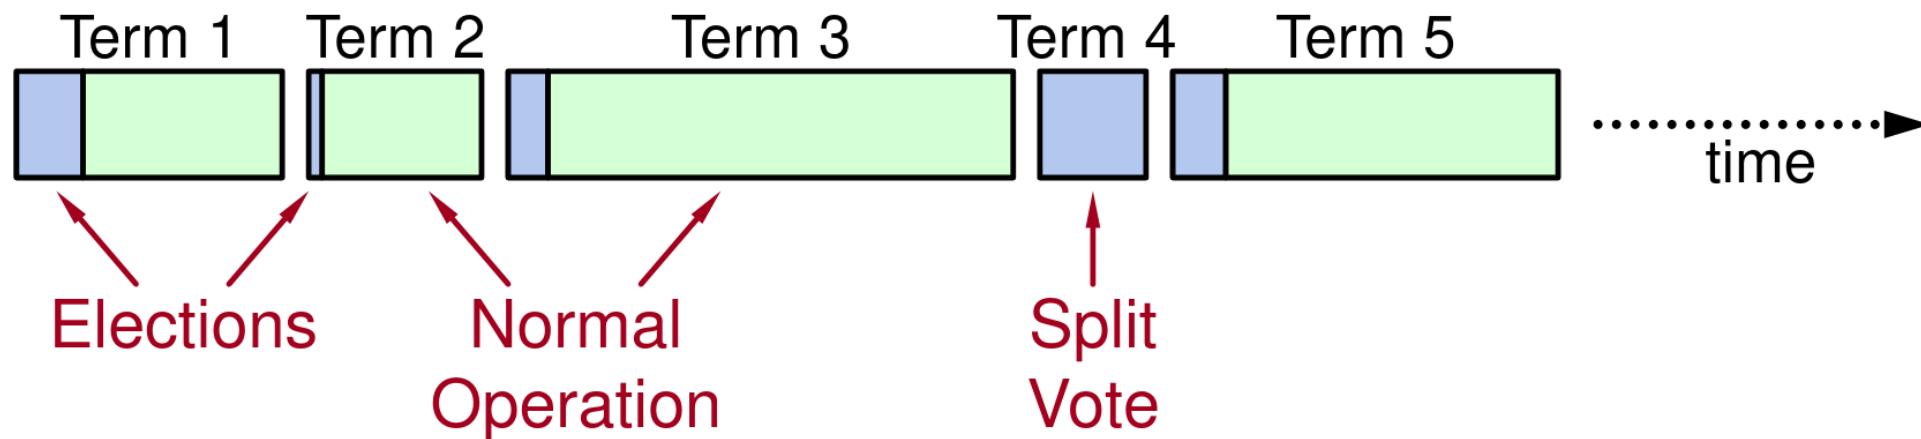 Term 1
Term 2
Term 3
Term 4
Term 5
time
Elections
Normal
Operation
Split
Vote